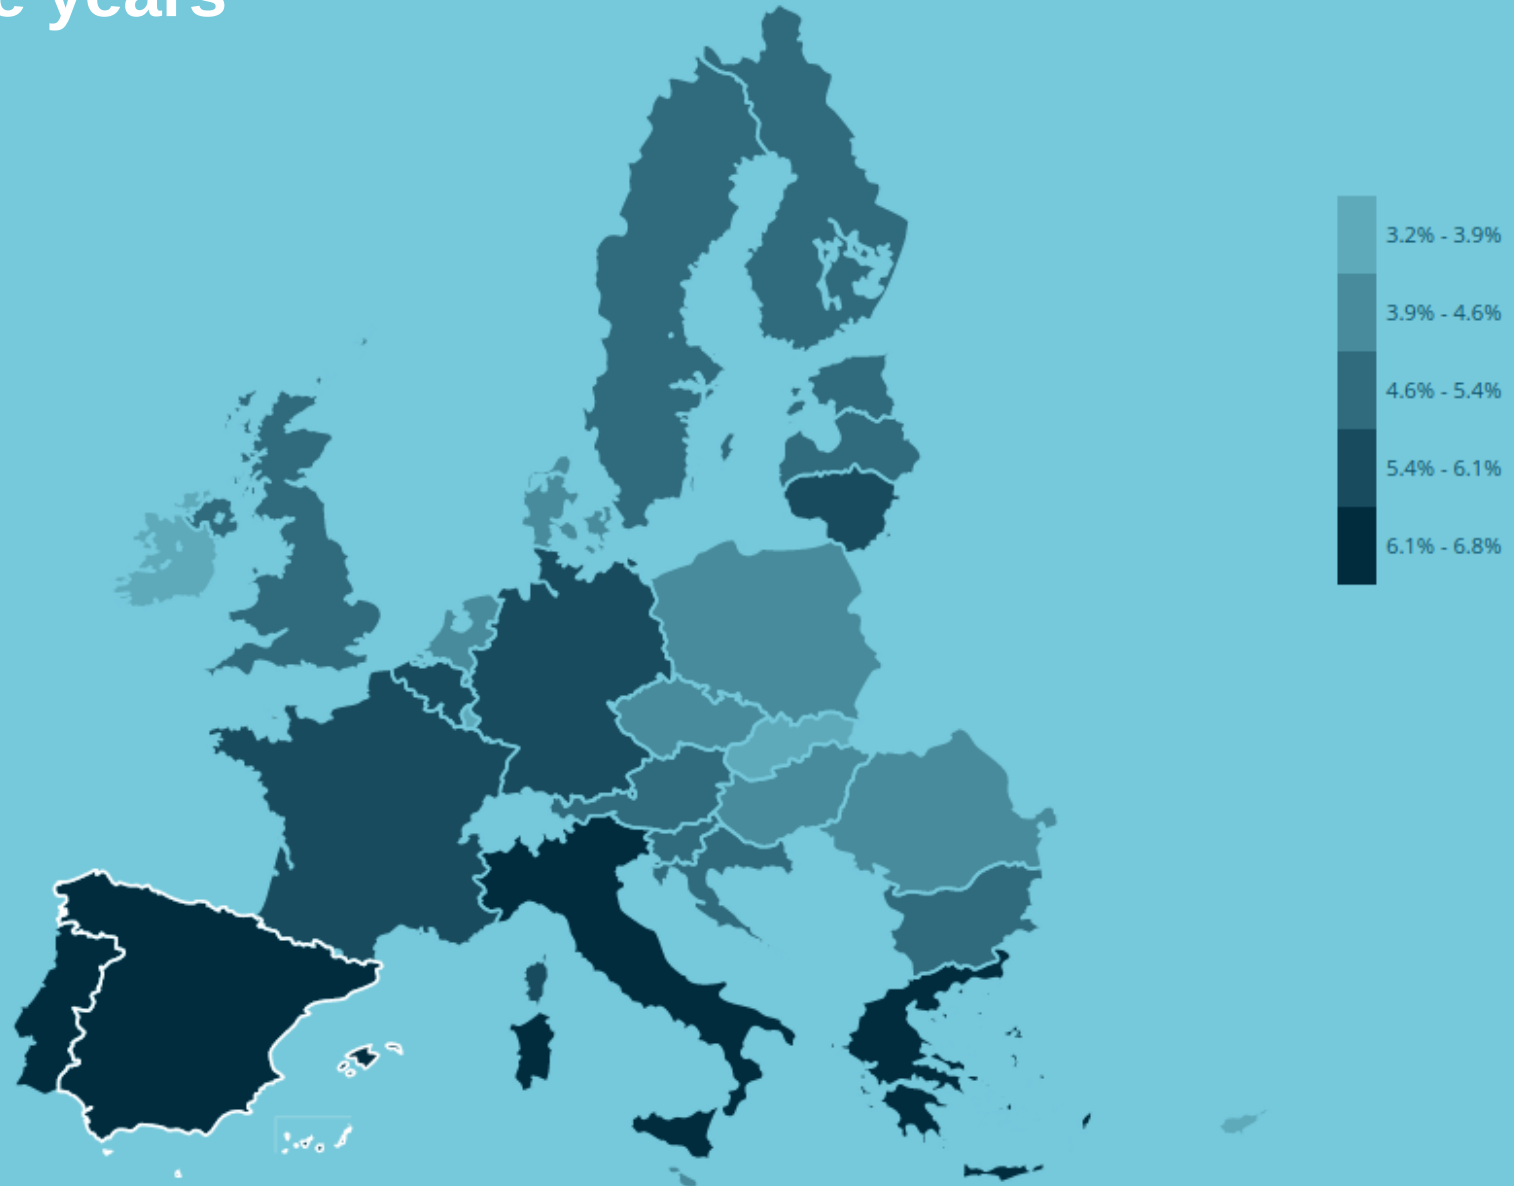 years
3.2% - 3.9%
3.9% - 4.6%
4.6% - 5.4%
5.4% - 6.1%
6.1% - 6.8%